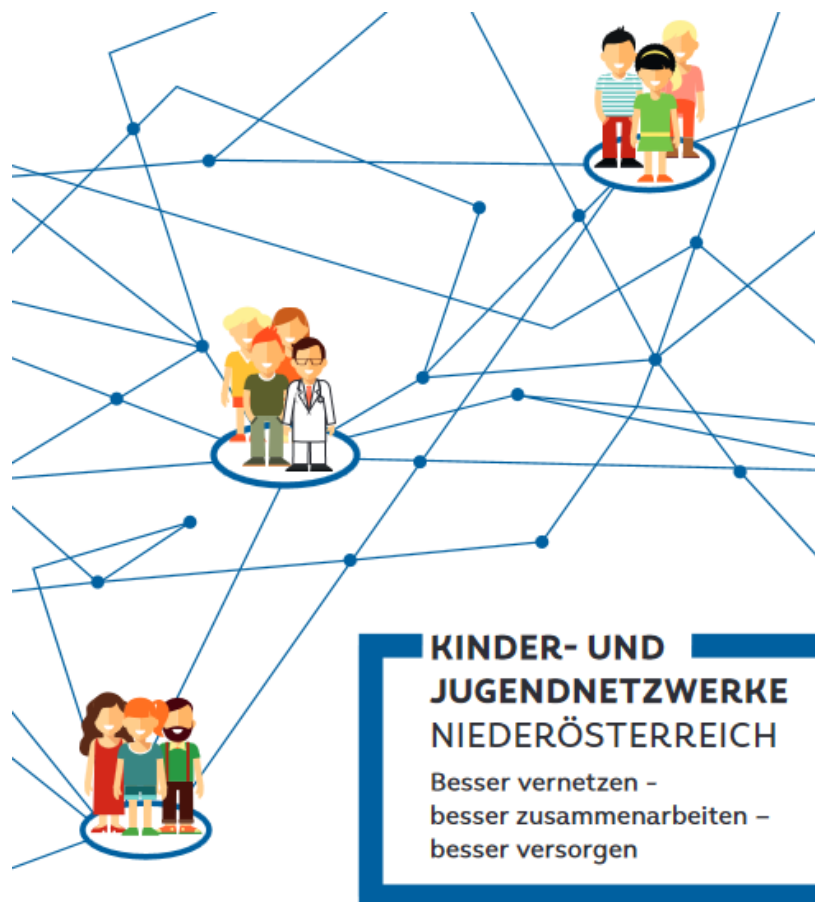 KINDER- UND
JUGENDNETZWERKE
NIEDERÖSTERREICH
Besser vernetzen -
besser zusammenarbeiten –
besser versorgen